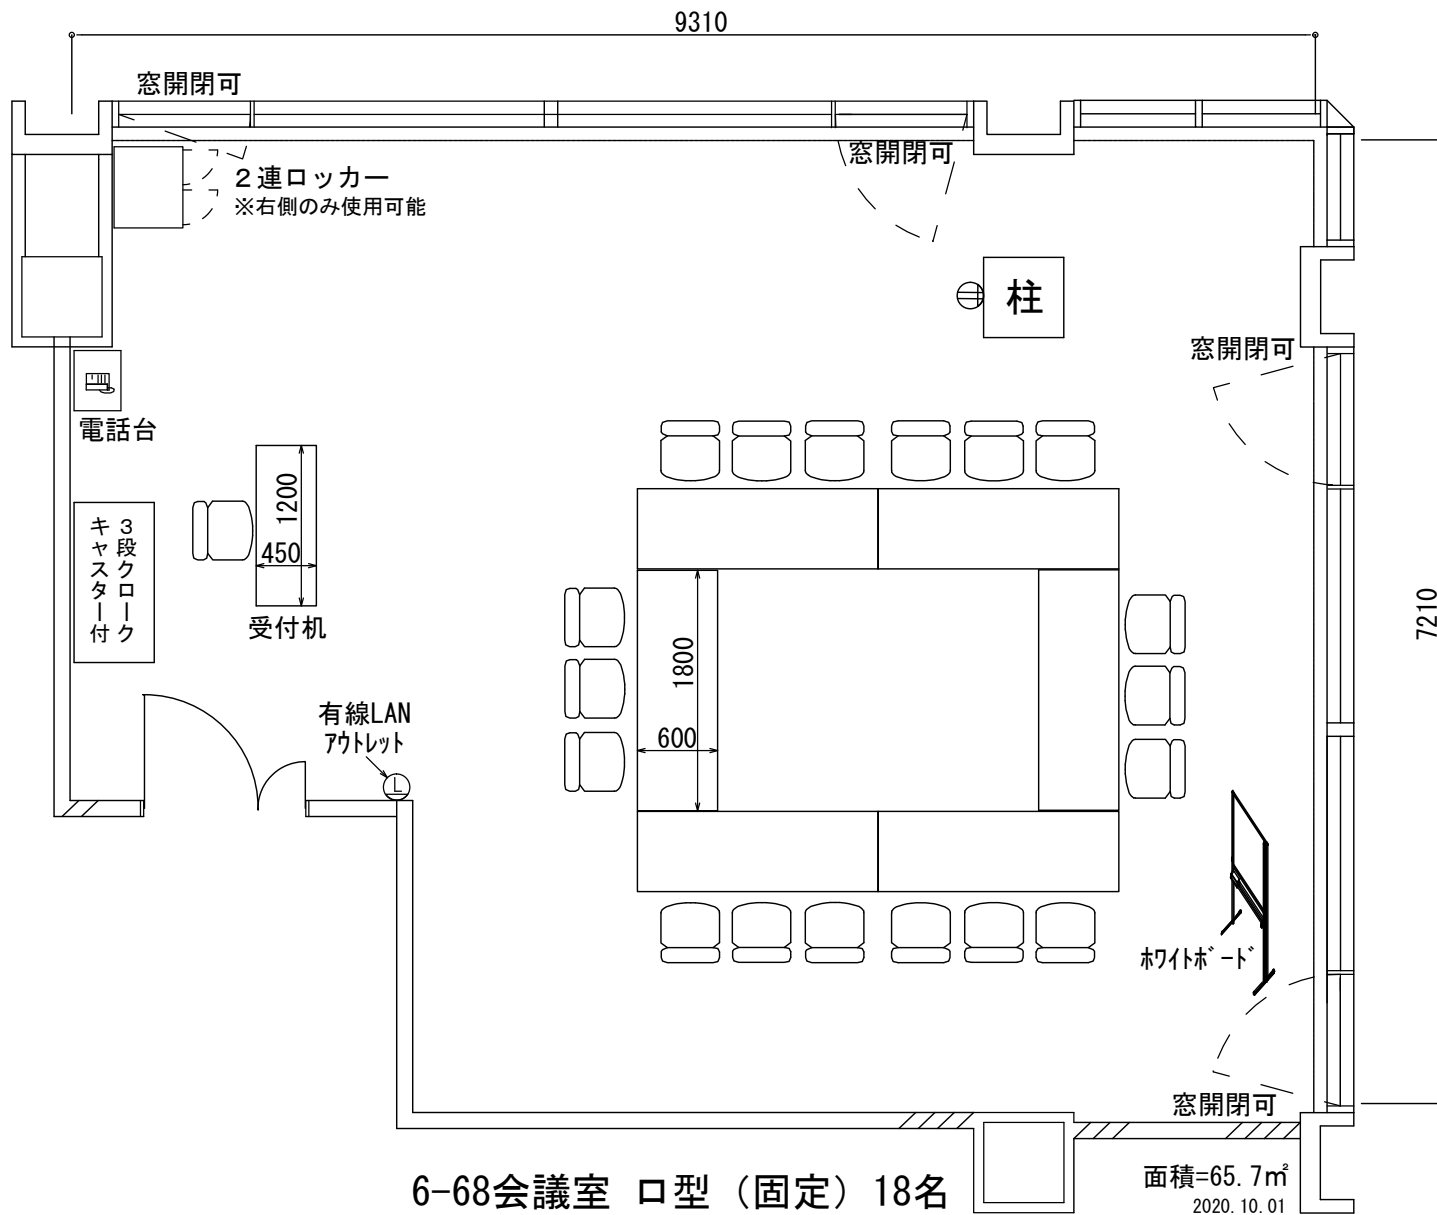 9310
窓開閉可
窓開閉可
２連ロッカー
※右側のみ使用可能
柱
窓開閉可
電話台
1200
450
３段クローク
キャスター付
受付机
7210
1800
600
有線LAN
ｱｳﾄﾚｯﾄ
L
ﾎﾜｲﾄﾎﾞｰﾄﾞ
窓開閉可
6-68会議室 ロ型（固定）18名
面積=65.7㎡
2020.10.01